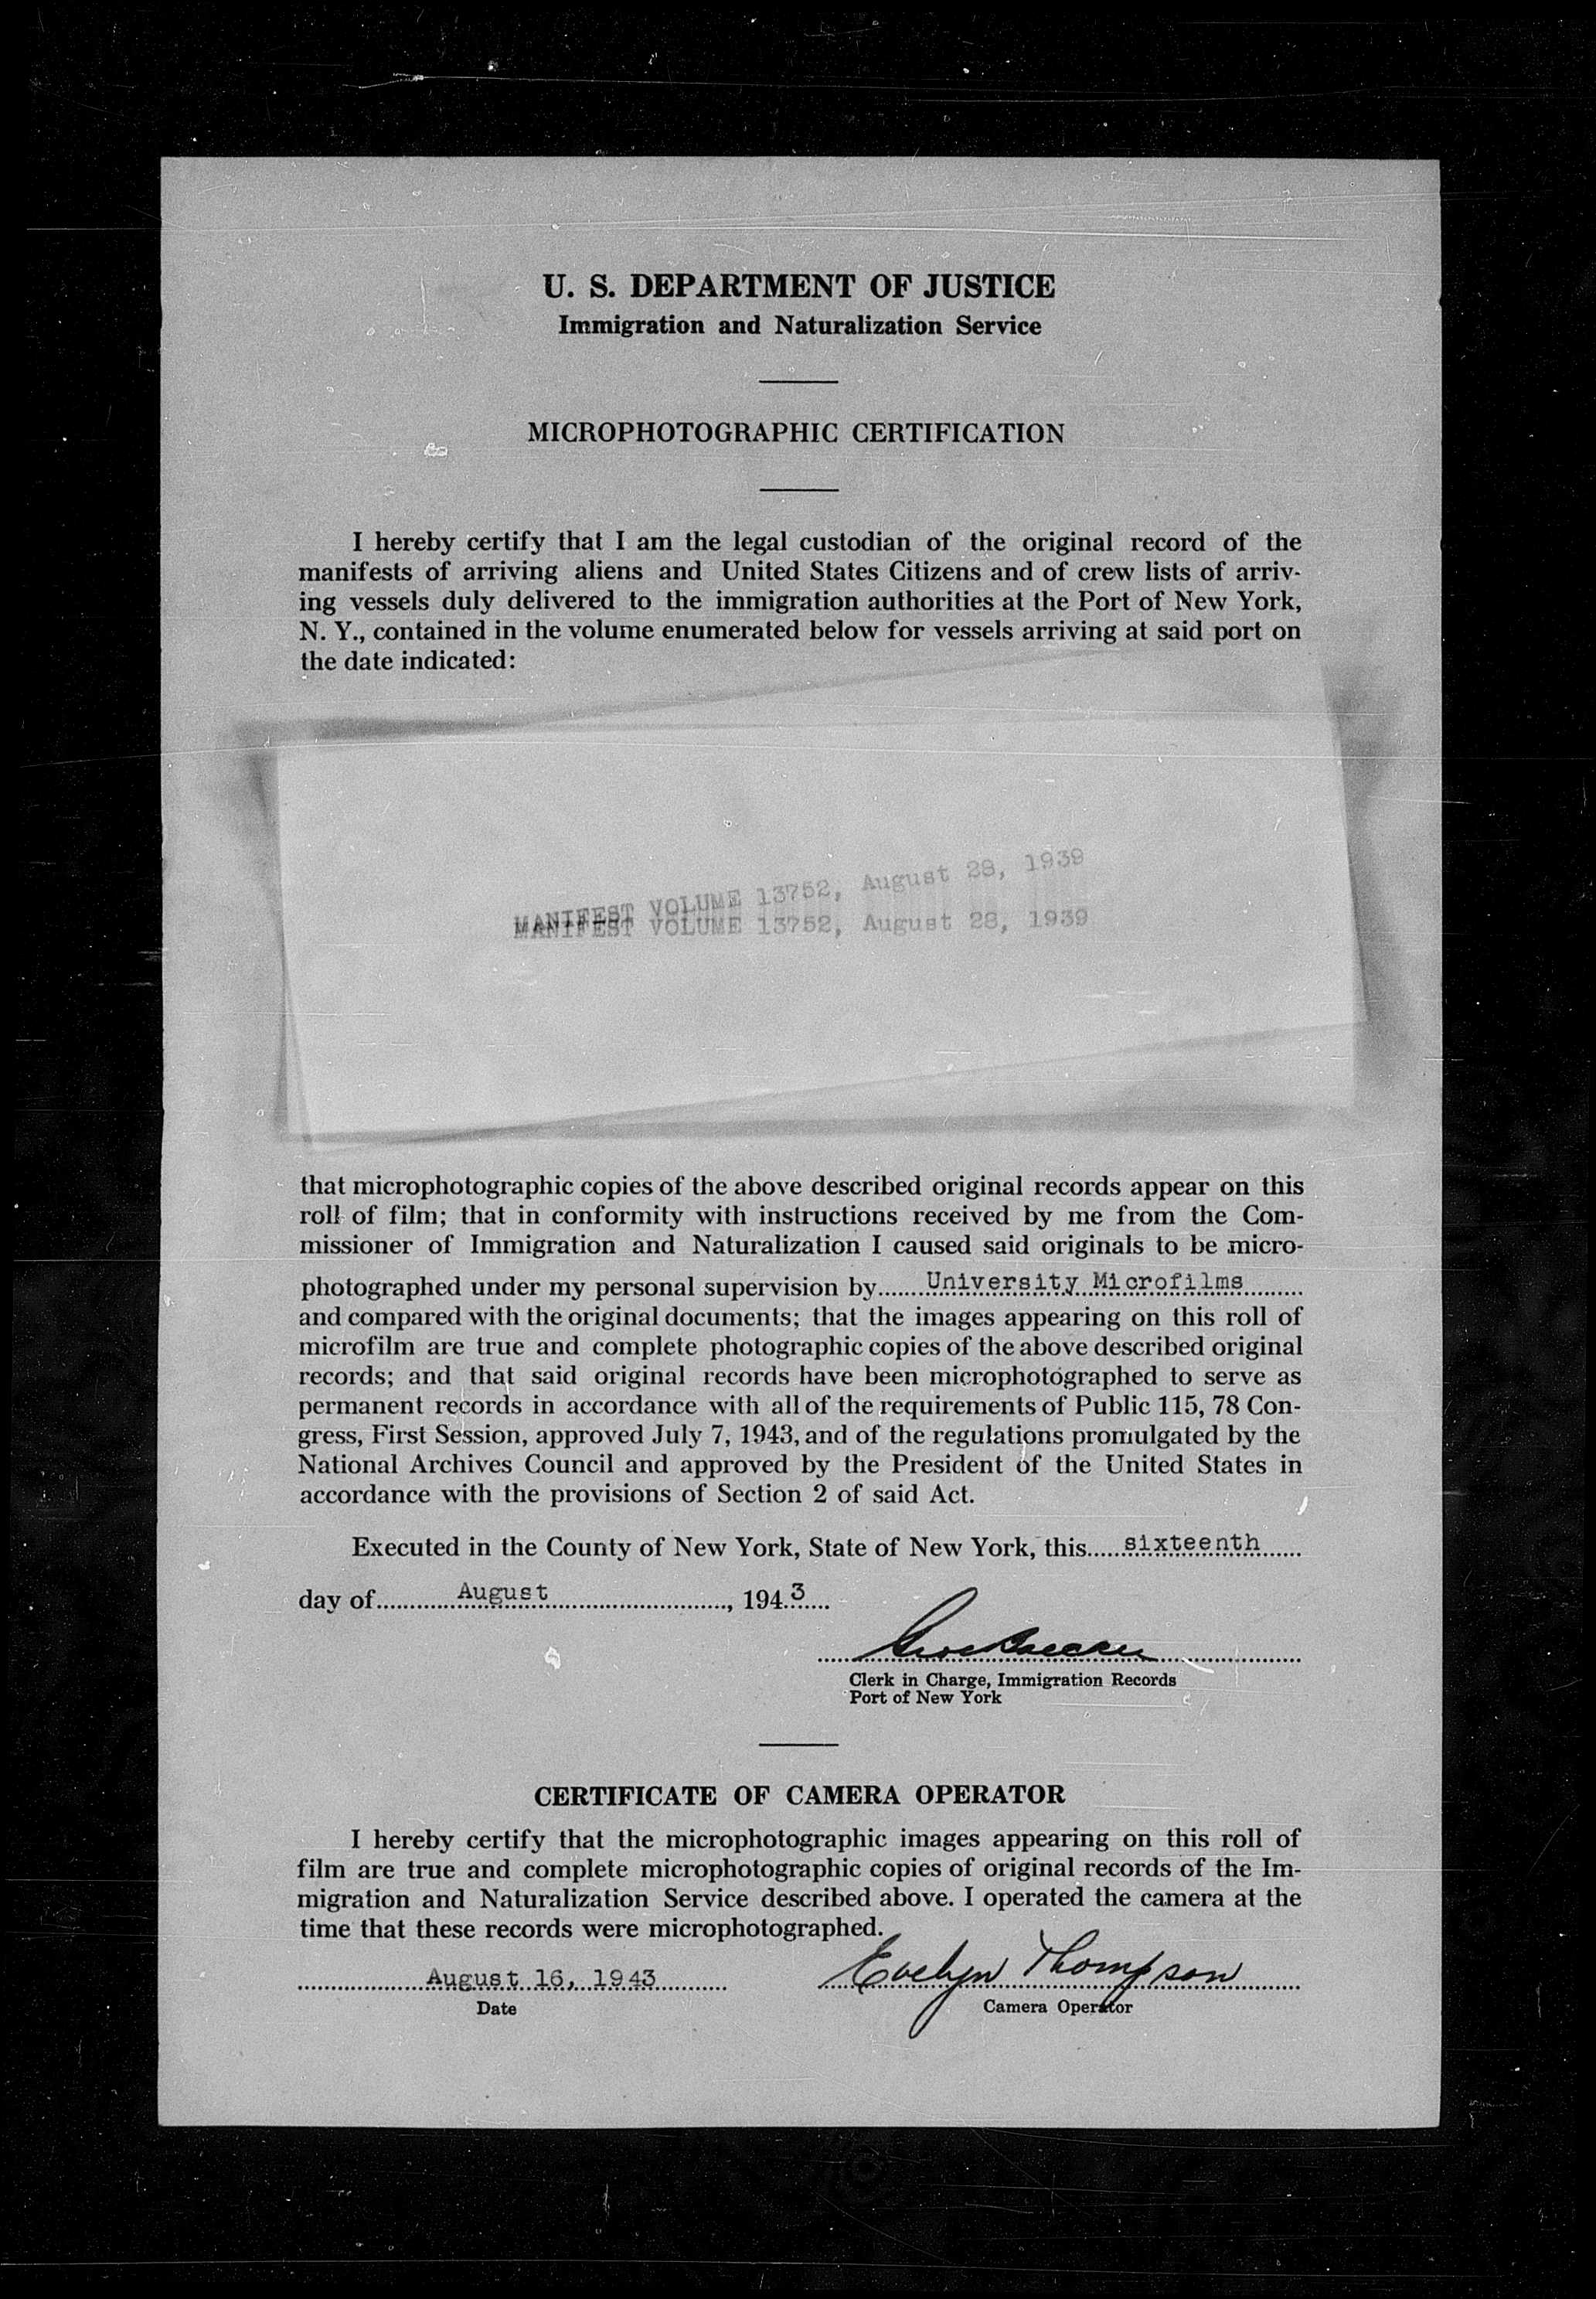 U. S. DEPARTMENT OF JUSTICE
Immigration and Naturalization Service
MICROPHOTOGRAPHIC CERTIFICATION
I hereby certify that I am the legal custodian of the original record of the
manifests of arriving aliens and United States Citizens and of crew lists of arriv-
ing vessels duly delivered to the immigration authorities at the Port of New York,
N. Y., contained in the volume enumerated below for vessels arriving at said port on
the date indicated:
MANIFEST VOLUME 13752, August 28, 1939
MANIFEST VOLUME 13752, August 28, 1939
that microphotographic copies of the above described original records appear on this
roll of film; that in conformity with instructions received by me from the Com-
missioner of Immigration and Naturalization I caused said originals to be micro-
photographed under my personal supervision by University Microfilms
and compared with the original documents; that the images appearing on this roll of
microfilm are true and complete photographic copies of the above described original
records; and that said original records have been microphotographed to serve as
permanent records in accordance with all of the requirements of Public 115, 78 Con-
gress, First Session, approved July 7, 1943, and of the regulations promulgated by the
National Archives Council and approved by the President of the United States in
accordance with the provisions of Section 2 of said Act.
Executed in the County of New York, State of New York, this sixteenth
day of August, 1943
Clerk in Charge, Immigration Records
Port of New York
CERTIFICATE OF CAMERA OPERATOR
I hereby certify that the microphotographic images appearing on this roll of
film are true and complete microphotographic copies of original records of the Im-
migration and Naturalization Service described above. I operated the camera at the
time that these records were microphotographed.
August 16, 1943 Evelyn Thompson
Date Camera Operator